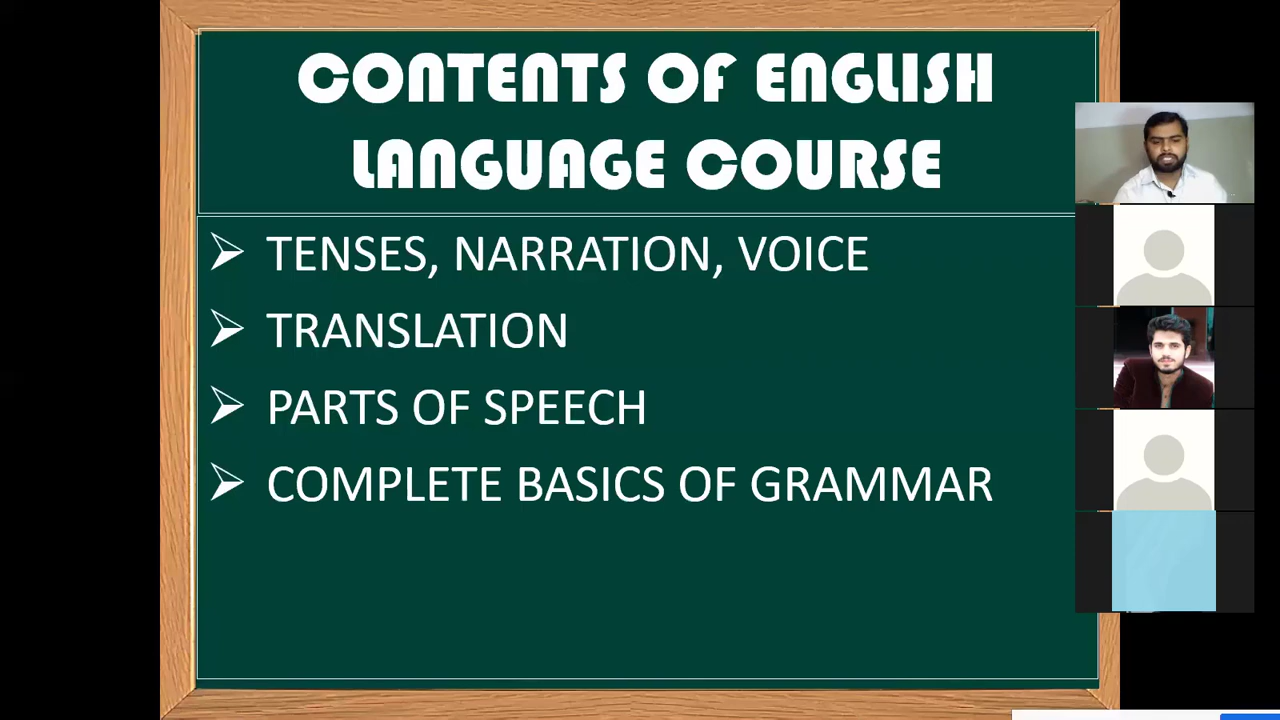 CONTENTS OF ENGLISH
LANGUAGE COURSE
TENSES, NARRATION, VOICE
TRANSLATION
PARTS OF SPEECH
COMPLETE BASICS OF GRAMMAR